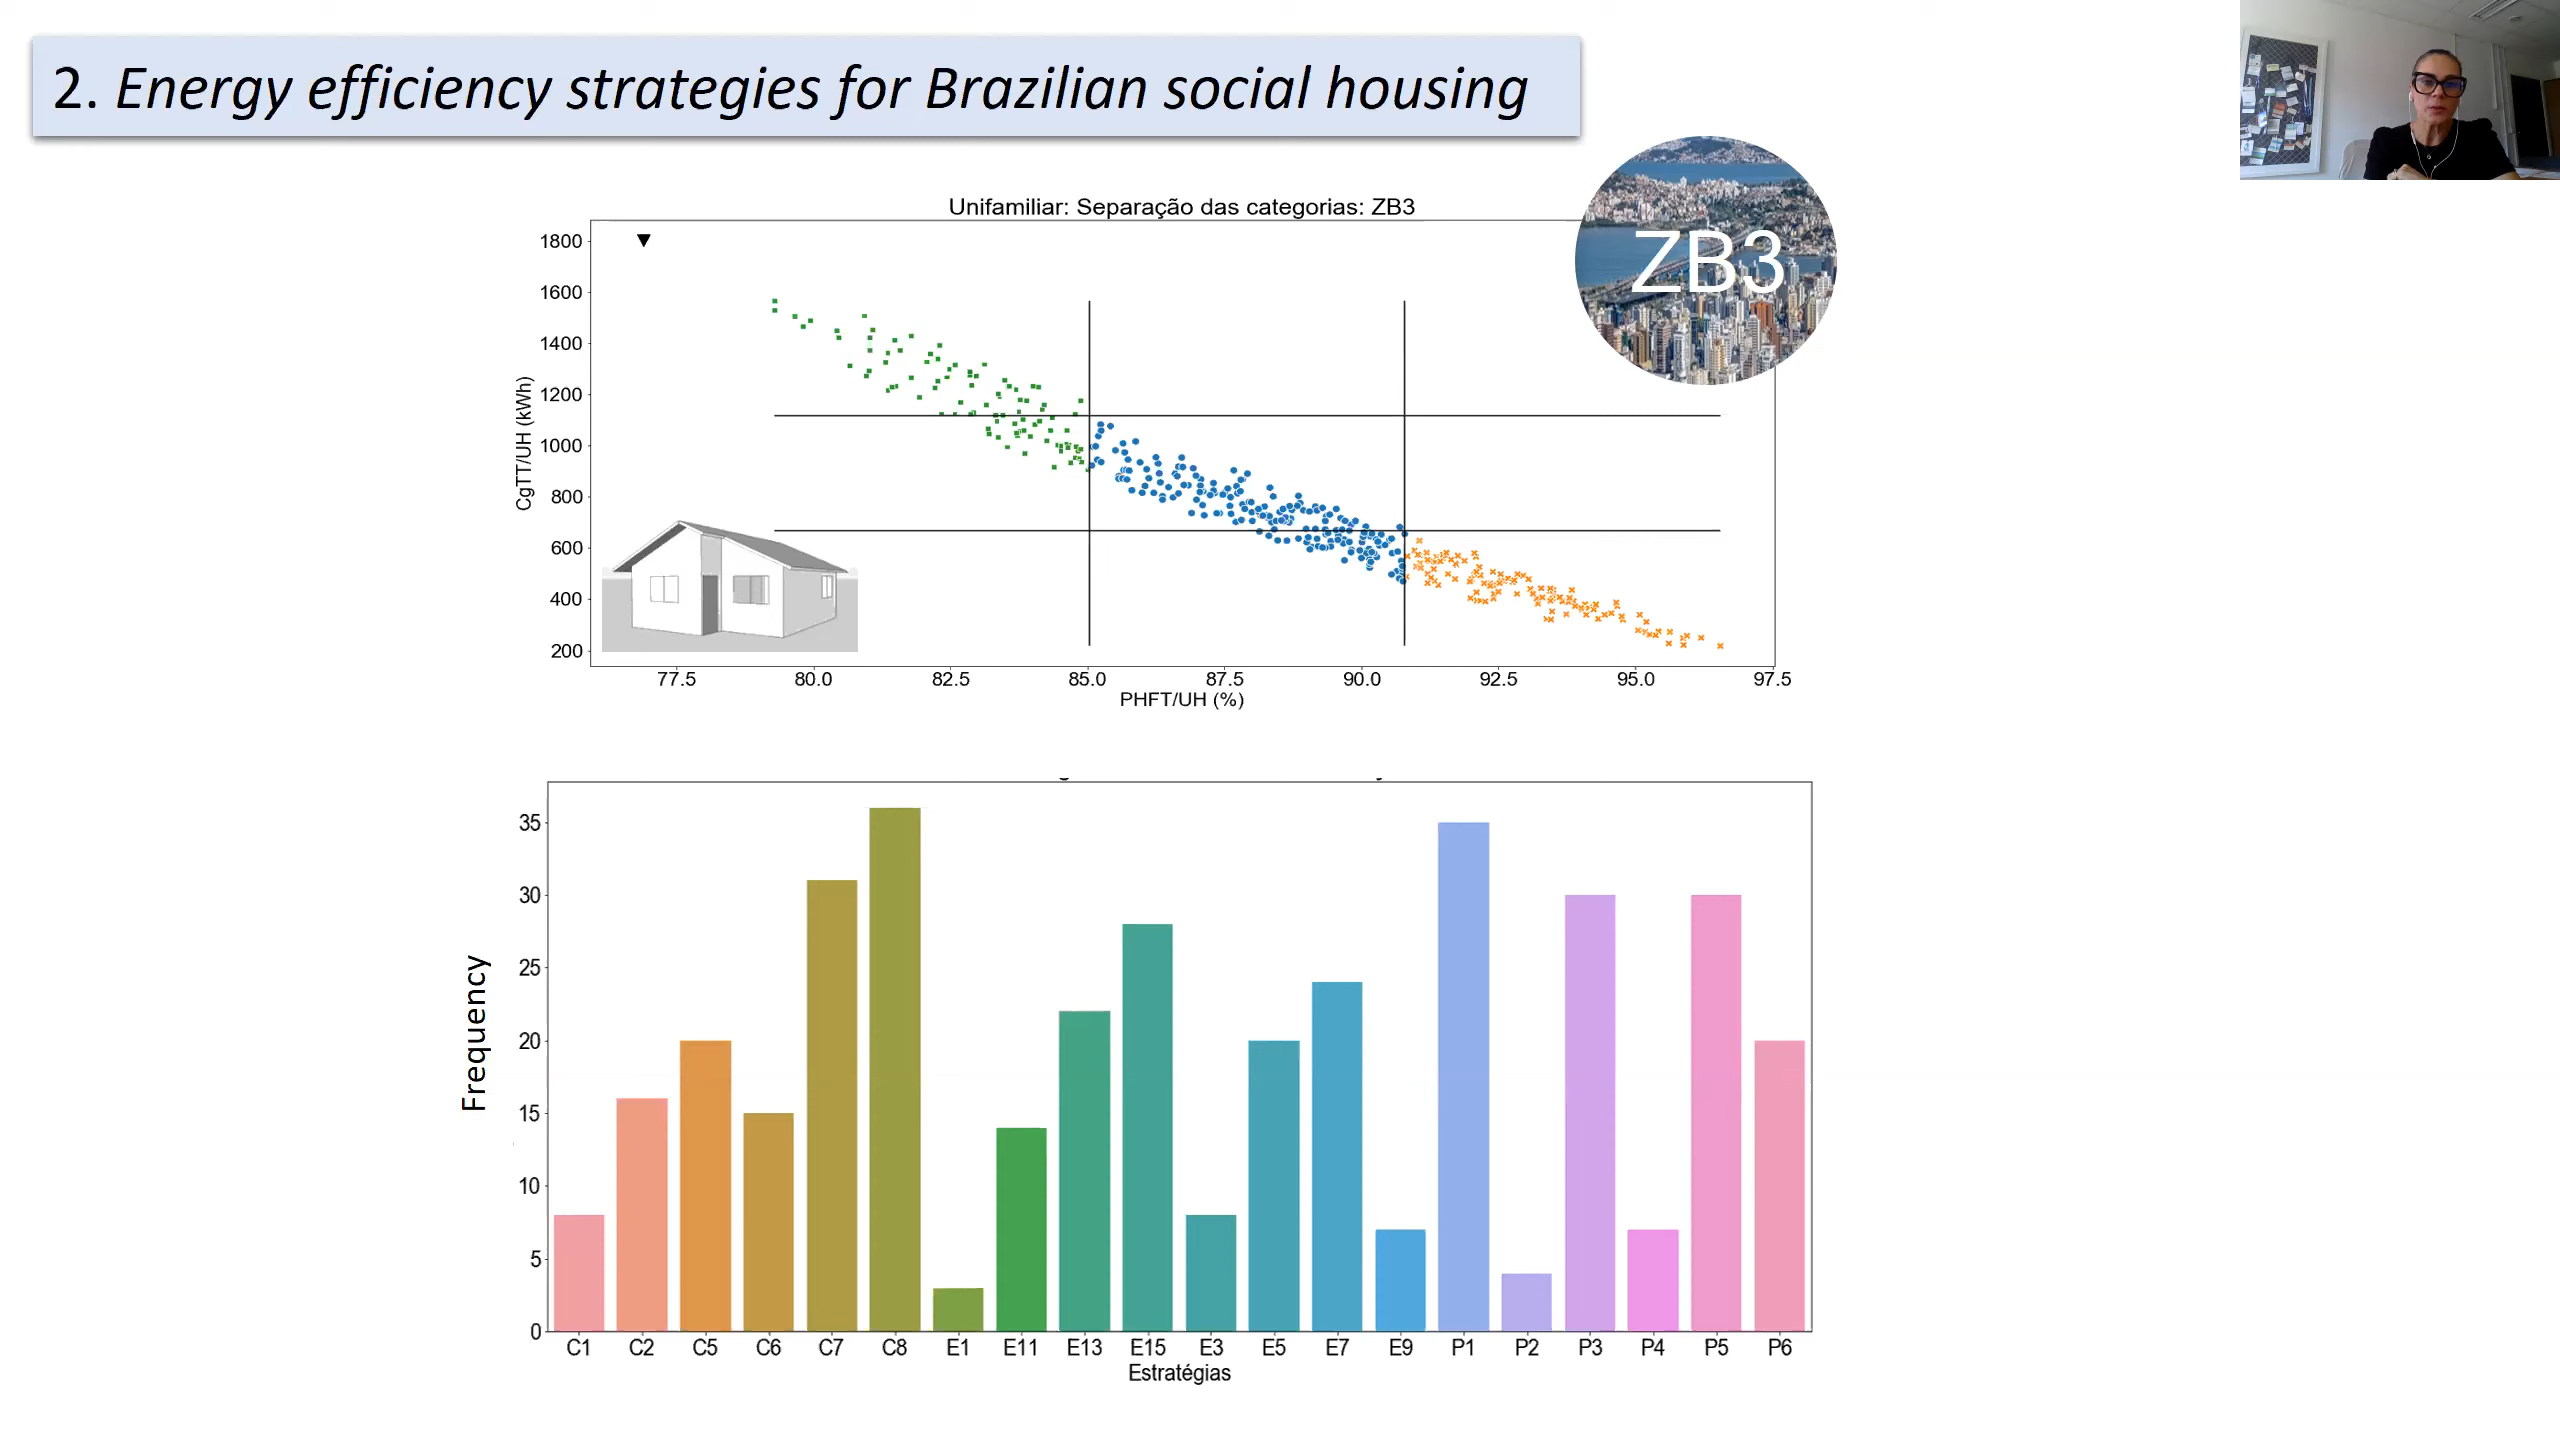 2. Energy efficiency strategies for Brazilian social housing
Unifamiliar: Separação das categorias: ZB3
ZB3
1800
1600
1400
1200
1000
800
600
400
200
CgTT/UH (kWh)
77.5 80.0 82.5 85.0 87.5 90.0 92.5 95.0 97.5
PHFT/UH (%)
35
30
25
20
15
10
5
0
Frequency
C1 C2 C5 C6 C7 C8 E1 E11 E13 E15 E3 E5 E7 E9 P1 P2 P3 P4 P5 P6
Estratégias